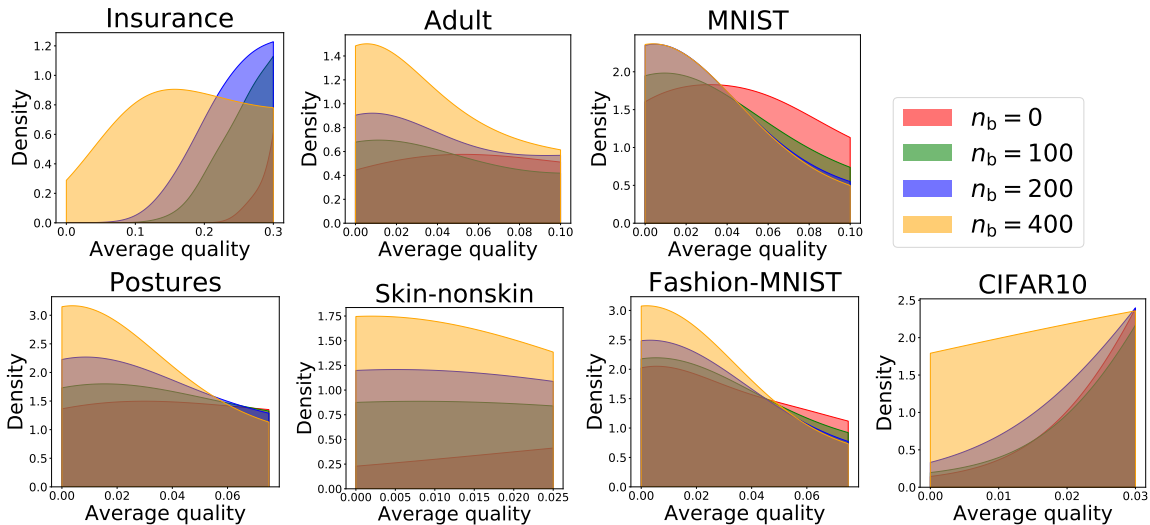 Insurance
Density
1.2
1.0
0.8
0.6
0.4
0.2
0.0
0.0 0.1 0.2 0.3
Average quality
Adult
Density
1.4
1.2
1.0
0.8
0.6
0.4
0.2
0.0
0.00 0.02 0.04 0.06 0.08 0.10
Average quality
MNIST
Density
2.0
1.5
1.0
0.5
0.0
0.00 0.02 0.04 0.06 0.08 0.10
Average quality
n_b = 0
n_b = 100
n_b = 200
n_b = 400
Postures
Density
3.0
2.5
2.0
1.5
1.0
0.5
0.0
0.00 0.02 0.04 0.06
Average quality
Skin-nonskin
Density
1.75
1.50
1.25
1.00
0.75
0.50
0.25
0.00
0.000 0.005 0.010 0.015 0.020 0.025
Average quality
Fashion-MNIST
Density
3.0
2.5
2.0
1.5
1.0
0.5
0.0
0.00 0.02 0.04 0.06
Average quality
CIFAR10
Density
2.5
2.0
1.5
1.0
0.5
0.0
0.00 0.01 0.02 0.03
Average quality